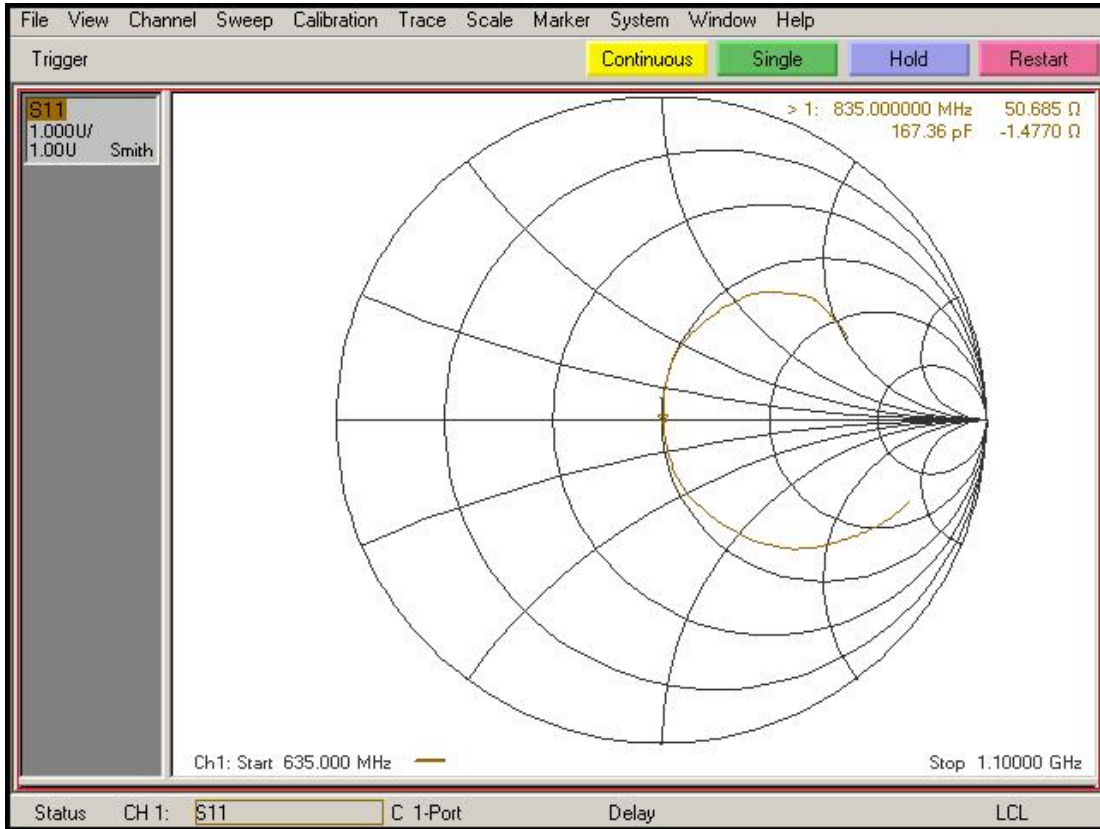 File View Channel Sweep Calibration Trace Scale Marker System Window Help
Trigger Continuous Single Hold Restart
S11
1.000U/
1.00U Smith
> 1: 835.000000 MHz 50.685 Ω
167.36 pF -1.4770 Ω
Ch1: Start 635.000 MHz Stop 1.10000 GHz
Status CH 1: S11 C 1-Port Delay LCL